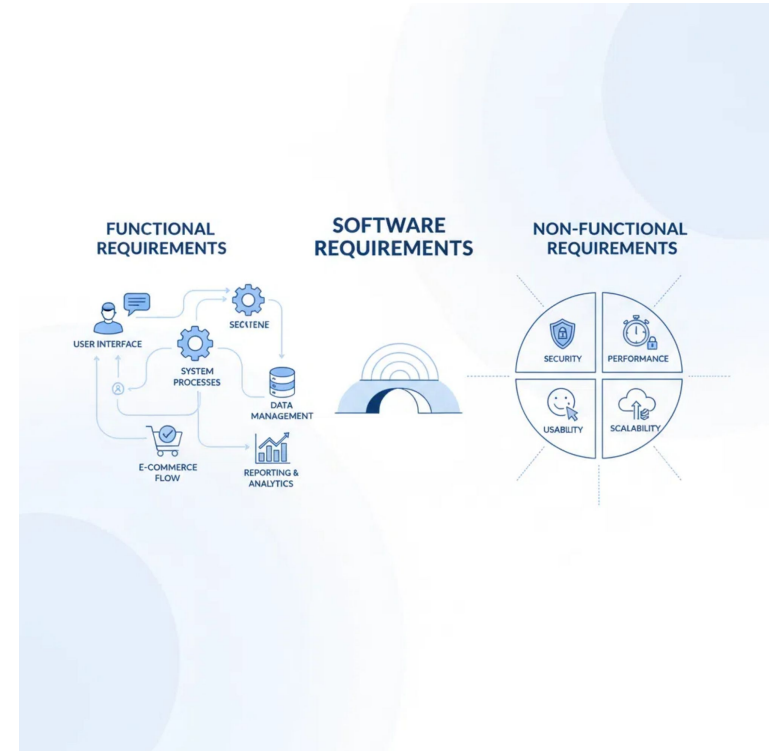 FUNCTIONAL
REQUIREMENTS
USER INTERFACE
SYSTEM
PROCESSES
DATA
MANAGEMENT
E-COMMERCE
FLOW
REPORTING &
ANALYTICS
SOFTWARE
REQUIREMENTS
NON-FUNCTIONAL
REQUIREMENTS
SECURITY
PERFORMANCE
USABILITY
SCALABILITY